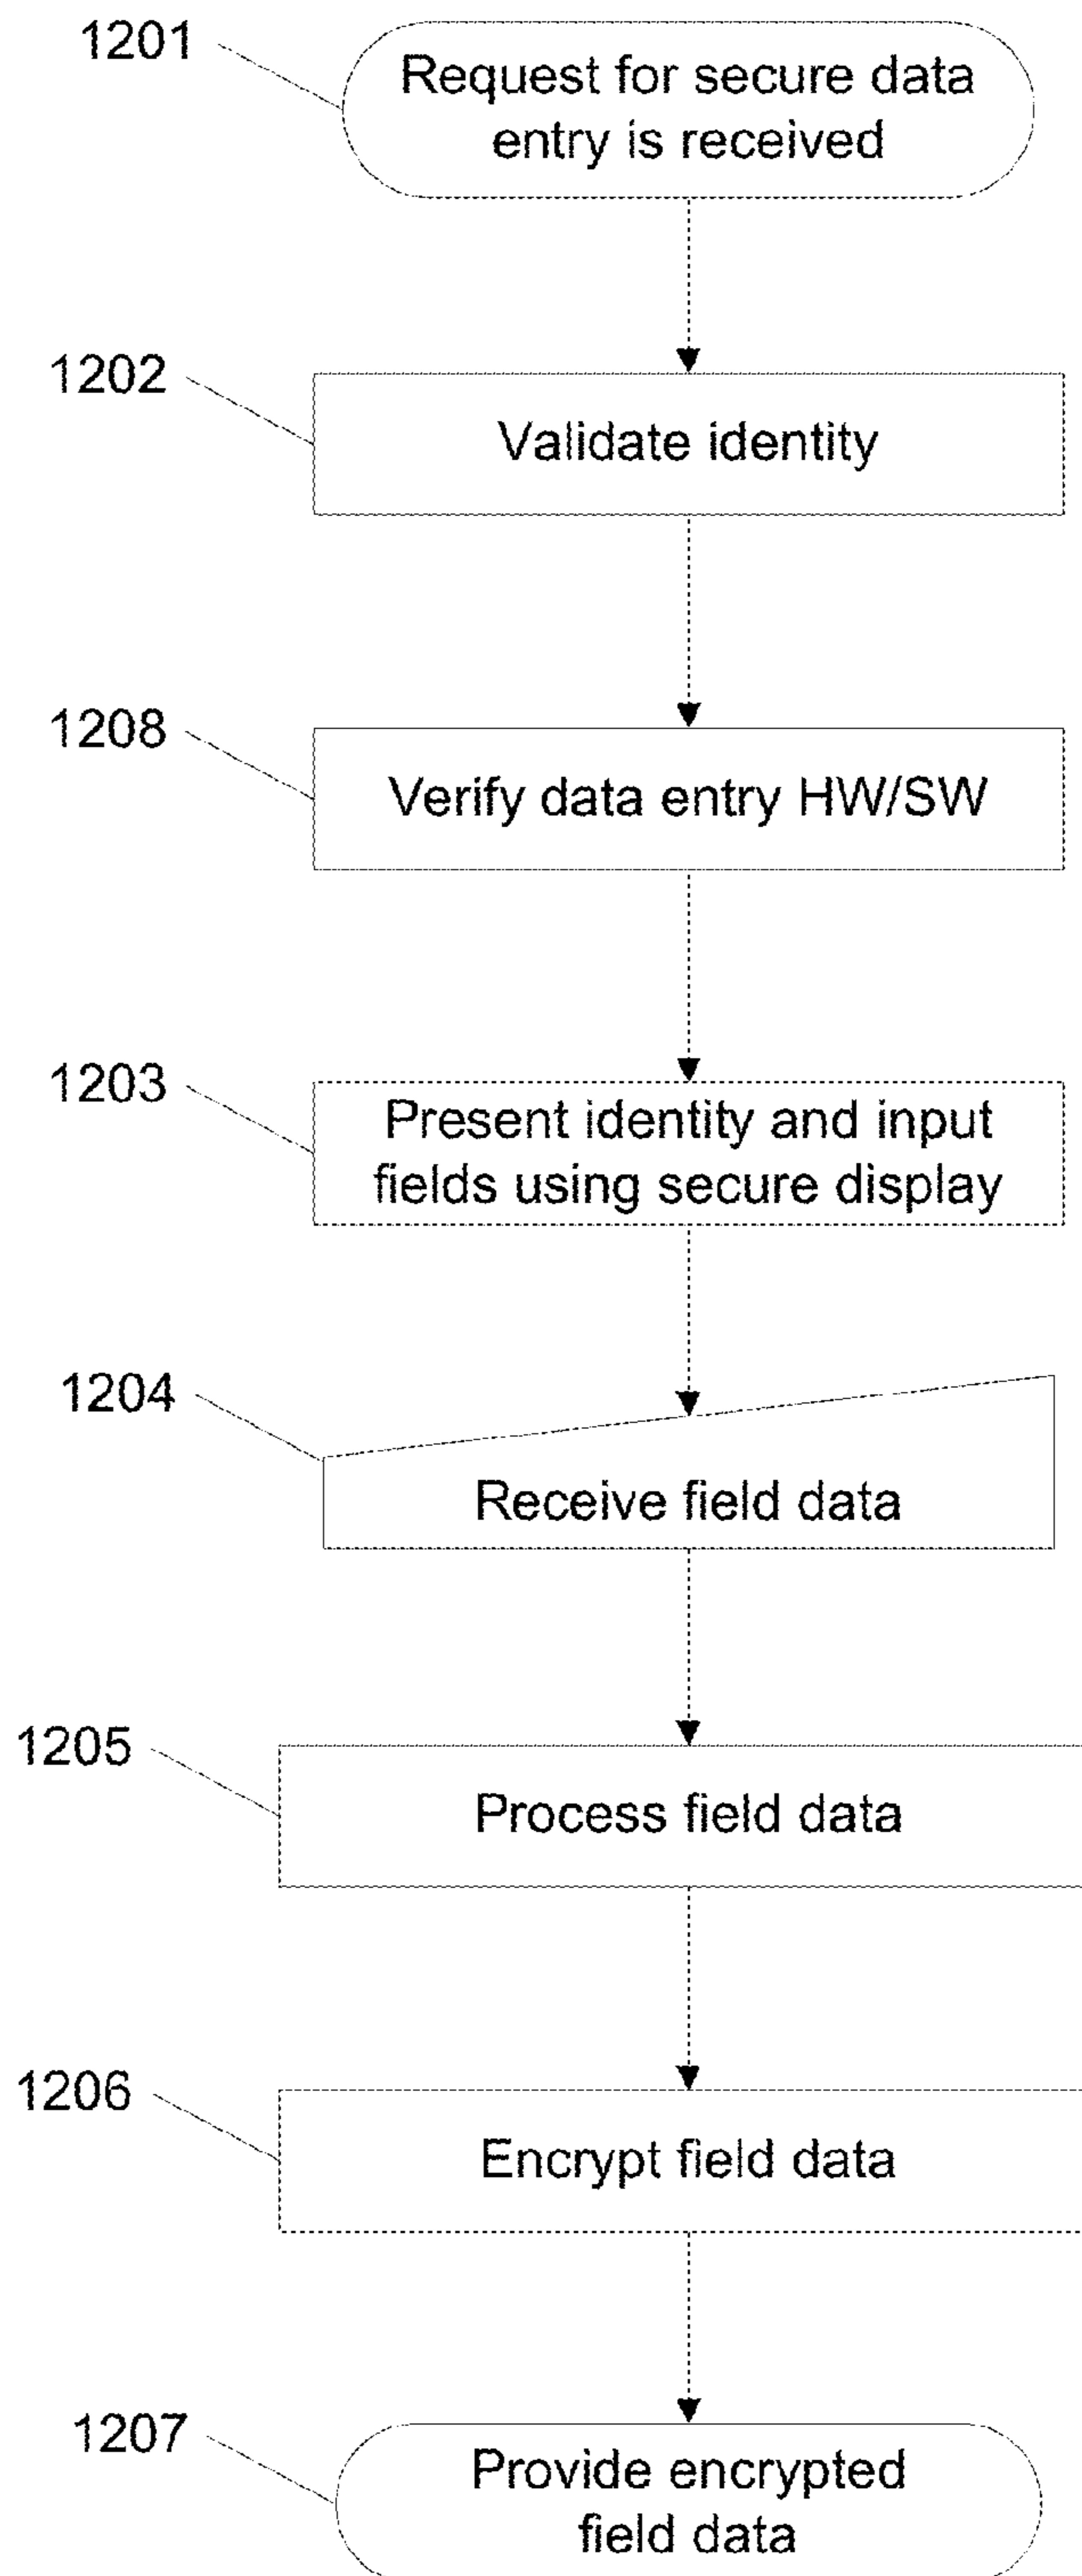 1201
Request for secure data
entry is received
1202
Validate identity
1208
Verify data entry HW/SW
1203
Present identity and input
fields using secure display
1204
Receive field data
1205
Process field data
1206
Encrypt field data
1207
Provide encrypted
field data